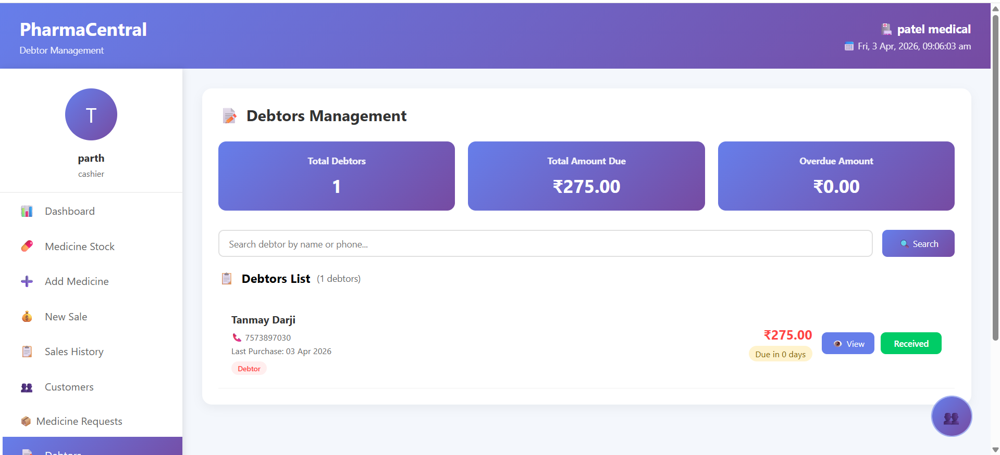 PharmaCentral
Debtor Management
patel medical
Fri, 3 Apr, 2026, 09:06:03 am
T
parth
cashier
Dashboard
Medicine Stock
Add Medicine
New Sale
Sales History
Customers
Medicine Requests
Debtors
Debtors Management
Total Debtors
1
Total Amount Due
₹275.00
Overdue Amount
₹0.00
Search debtor by name or phone...
Search
Debtors List (1 debtors)
Tanmay Darji
7573897030
Last Purchase: 03 Apr 2026
Debtor
₹275.00
Due in 0 days
View
Received